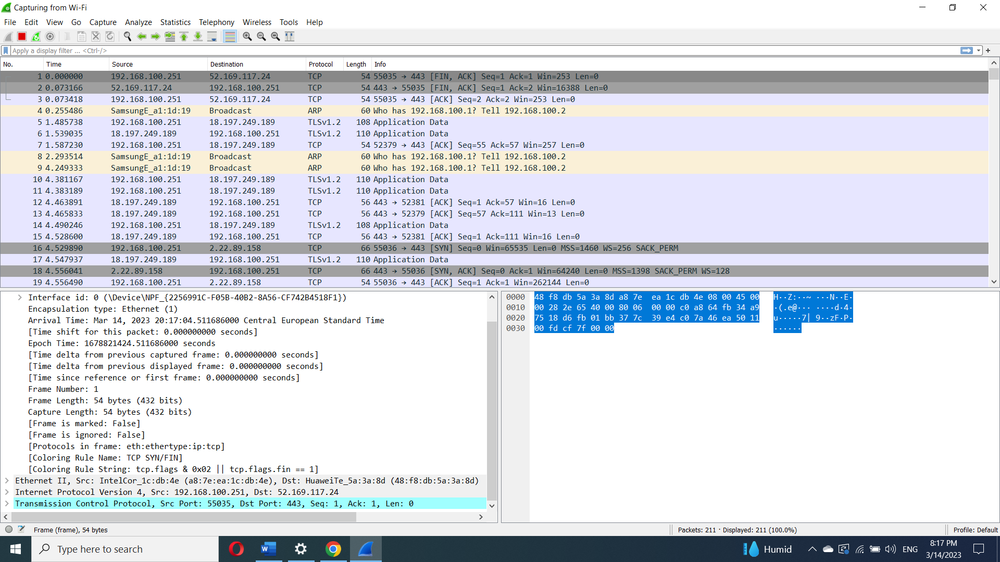 Capturing from Wi-Fi
File Edit View Go Capture Analyze Statistics Telephony Wireless Tools Help
Apply a display filter ... <Ctrl-/>
No. Time Source Destination Protocol Length Info
1 0.000000 192.168.100.251 52.169.117.24 TCP 54 55035 → 443 [FIN, ACK] Seq=1 Ack=1 Win=253 Len=0
2 0.073166 52.169.117.24 192.168.100.251 TCP 54 443 → 55035 [FIN, ACK] Seq=1 Ack=2 Win=16388 Len=0
3 0.073418 192.168.100.251 52.169.117.24 TCP 54 55035 → 443 [ACK] Seq=2 Ack=2 Win=253 Len=0
4 0.255486 SamsungE_a1:1d:19 Broadcast ARP 60 Who has 192.168.100.1? Tell 192.168.100.2
5 1.485738 192.168.100.251 18.197.249.189 TLSv1.2 108 Application Data
6 1.539035 18.197.249.189 192.168.100.251 TLSv1.2 110 Application Data
7 1.587230 192.168.100.251 18.197.249.189 TCP 54 52379 → 443 [ACK] Seq=55 Ack=57 Win=257 Len=0
8 2.293514 SamsungE_a1:1d:19 Broadcast ARP 60 Who has 192.168.100.1? Tell 192.168.100.2
9 4.249333 SamsungE_a1:1d:19 Broadcast ARP 60 Who has 192.168.100.1? Tell 192.168.100.2
10 4.381167 192.168.100.251 18.197.249.189 TLSv1.2 110 Application Data
11 4.383189 192.168.100.251 18.197.249.189 TLSv1.2 110 Application Data
12 4.463891 18.197.249.189 192.168.100.251 TCP 56 443 → 52381 [ACK] Seq=1 Ack=57 Win=16 Len=0
13 4.465833 18.197.249.189 192.168.100.251 TCP 56 443 → 52379 [ACK] Seq=57 Ack=111 Win=13 Len=0
14 4.490246 192.168.100.251 18.197.249.189 TLSv1.2 108 Application Data
15 4.528600 18.197.249.189 192.168.100.251 TCP 56 443 → 52381 [ACK] Seq=1 Ack=111 Win=16 Len=0
16 4.529890 192.168.100.251 2.22.89.158 TCP 66 55036 → 443 [SYN] Seq=0 Win=65535 Len=0 MSS=1460 WS=256 SACK_PERM
17 4.547937 18.197.249.189 192.168.100.251 TLSv1.2 110 Application Data
18 4.556041 2.22.89.158 192.168.100.251 TCP 66 443 → 55036 [SYN, ACK] Seq=0 Ack=1 Win=64240 Len=0 MSS=1398 SACK_PERM WS=128
19 4.556490 192.168.100.251 2.22.89.158 TCP 54 55036 → 443 [ACK] Seq=1 Ack=1 Win=262144 Len=0
Interface id: 0 (\Device\NPF_{2256991C-F05B-40B2-8A56-CF742B4518F1})
Encapsulation type: Ethernet (1)
Arrival Time: Mar 14, 2023 20:17:04.511686000 Central European Standard Time
[Time shift for this packet: 0.000000000 seconds]
Epoch Time: 1678821424.511686000 seconds
[Time delta from previous captured frame: 0.000000000 seconds]
[Time delta from previous displayed frame: 0.000000000 seconds]
[Time since reference or first frame: 0.000000000 seconds]
Frame Number: 1
Frame Length: 54 bytes (432 bits)
Capture Length: 54 bytes (432 bits)
[Frame is marked: False]
[Frame is ignored: False]
[Protocols in frame: eth:ethertype:ip:tcp]
[Coloring Rule Name: TCP SYN/FIN]
[Coloring Rule String: tcp.flags & 0x02 || tcp.flags.fin == 1]
Ethernet II, Src: IntelCor_1c:db:4e (a8:7e:ea:1c:db:4e), Dst: HuaweiTe_5a:3a:8d (48:f8:db:5a:3a:8d)
Internet Protocol Version 4, Src: 192.168.100.251, Dst: 52.169.117.24
Transmission Control Protocol, Src Port: 55035, Dst Port: 443, Seq: 1, Ack: 1, Len: 0
0000 48 f8 db 5a 3a 8d a8 7e ea 1c db 4e 08 00 45 00 H··Z:··~ ···N··E·
0010 00 28 2e 65 40 00 80 06 00 00 c0 a8 64 fb 34 a9 ·(.e@··· ····d·4·
0020 75 18 d6 fb 01 bb 37 7c 39 e4 c0 7a 46 ea 50 11 u·····7| 9··zF·P·
0030 00 fd cf 7f 00 00 ······
Frame (frame), 54 bytes
Packets: 211 · Displayed: 211 (100.0%)
Profile: Default
Type here to search
W
Humid
ENG
8:17 PM
3/14/2023